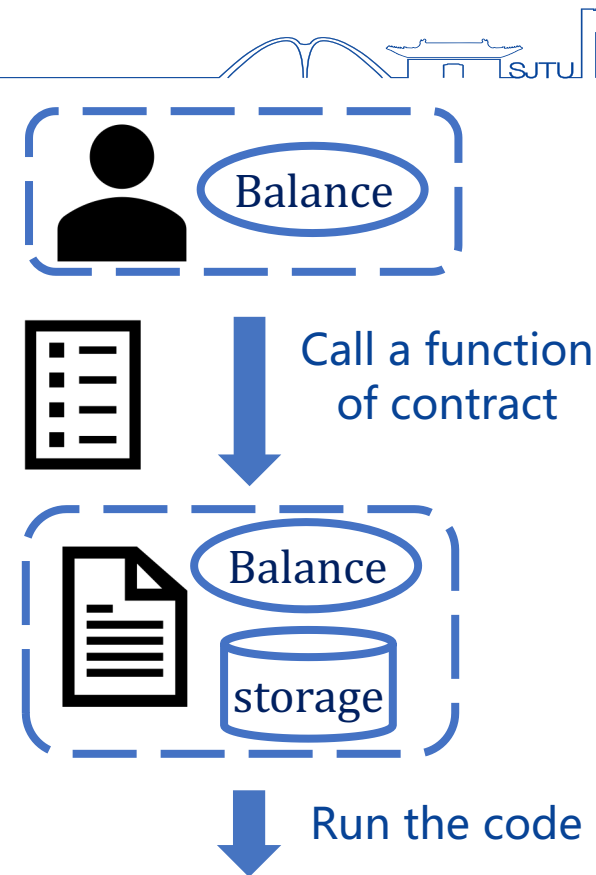 SJTU
Balance
Call a function
of contract
Balance
storage
Run the code